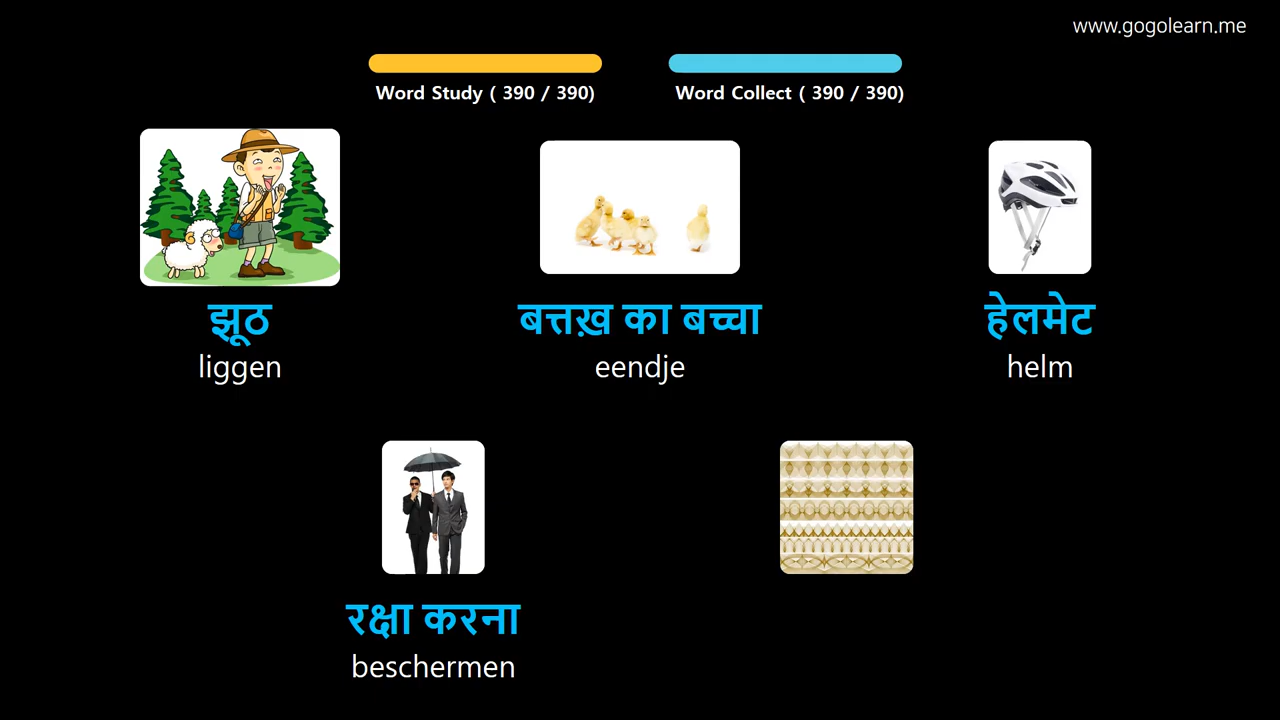 www.gogolearn.me
Word Study ( 390 / 390)
Word Collect ( 390 / 390)
झूठ
liggen
बत्तख़ का बच्चा
eendje
हेलमेट
helm
रक्षा करना
beschermen